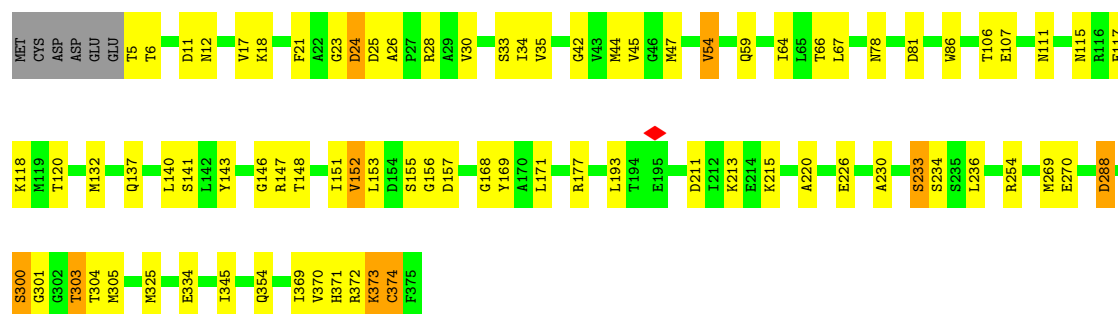 MET CYS ASP ASP GLU GLU T5 T6 D11 N12 V17 K18 F21 A22 G23 D24 D25 A26 P27 R28 A29 V30 S33 I34 V35 G42 V43 M44 V45 G46 M47 V54 Q59 I64 L65 T66 L67 N78 D81 W86 T106 E107 N111 N115 R116 E117
K118 M119 T120 M132 Q137 L140 S141 L142 Y143 G146 R147 T148 I151 V152 L153 D154 S155 G156 D157 G168 Y169 A170 L171 R177 L193 T194 E195 D211 I212 K213 E214 K215 A220 E226 A230 S233 S234 S235 L236 R254 M269 E270 D288
S300 G301 G302 T303 T304 M305 M325 E334 I345 Q354 I369 V370 H371 R372 K373 C374 F375